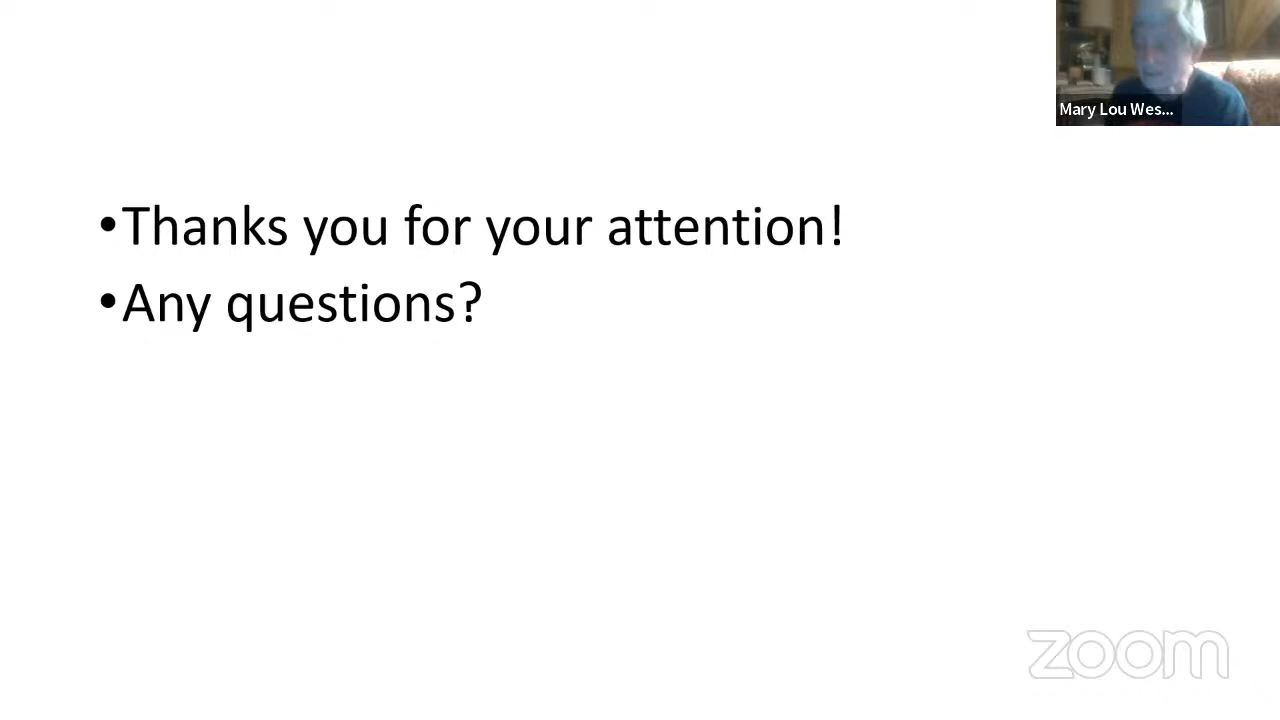 Mary Lou Wes...
•Thanks you for your attention!
•Any questions?
zoom